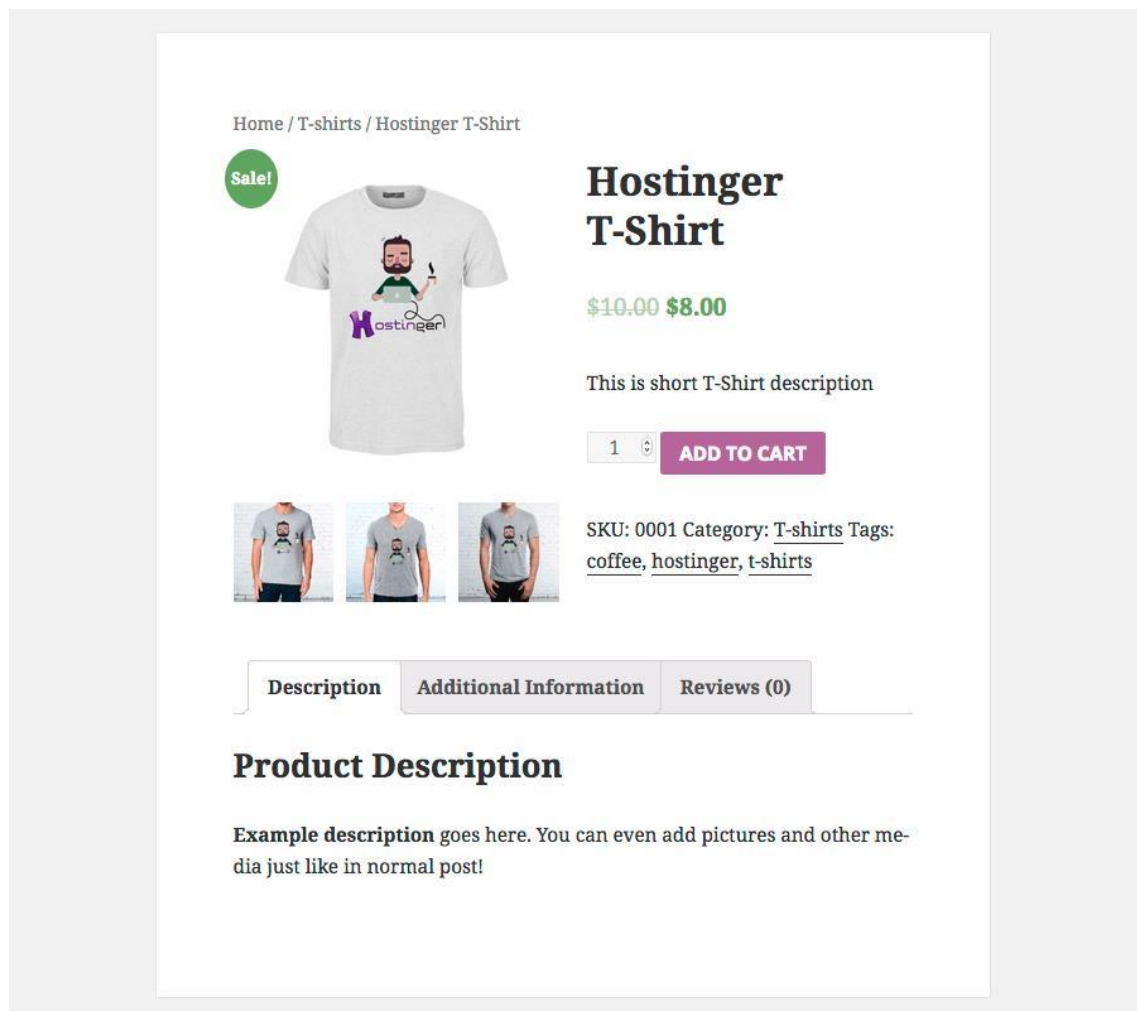 Home / T-shirts / Hostinger T-Shirt
Sale!
Hostinger
Hostinger
T-Shirt
$10.00 $8.00
This is short T-Shirt description
1
ADD TO CART
SKU: 0001 Category: T-shirts Tags:
coffee, hostinger, t-shirts
Description
Additional Information
Reviews (0)
Product Description
Example description goes here. You can even add pictures and other me-
dia just like in normal post!